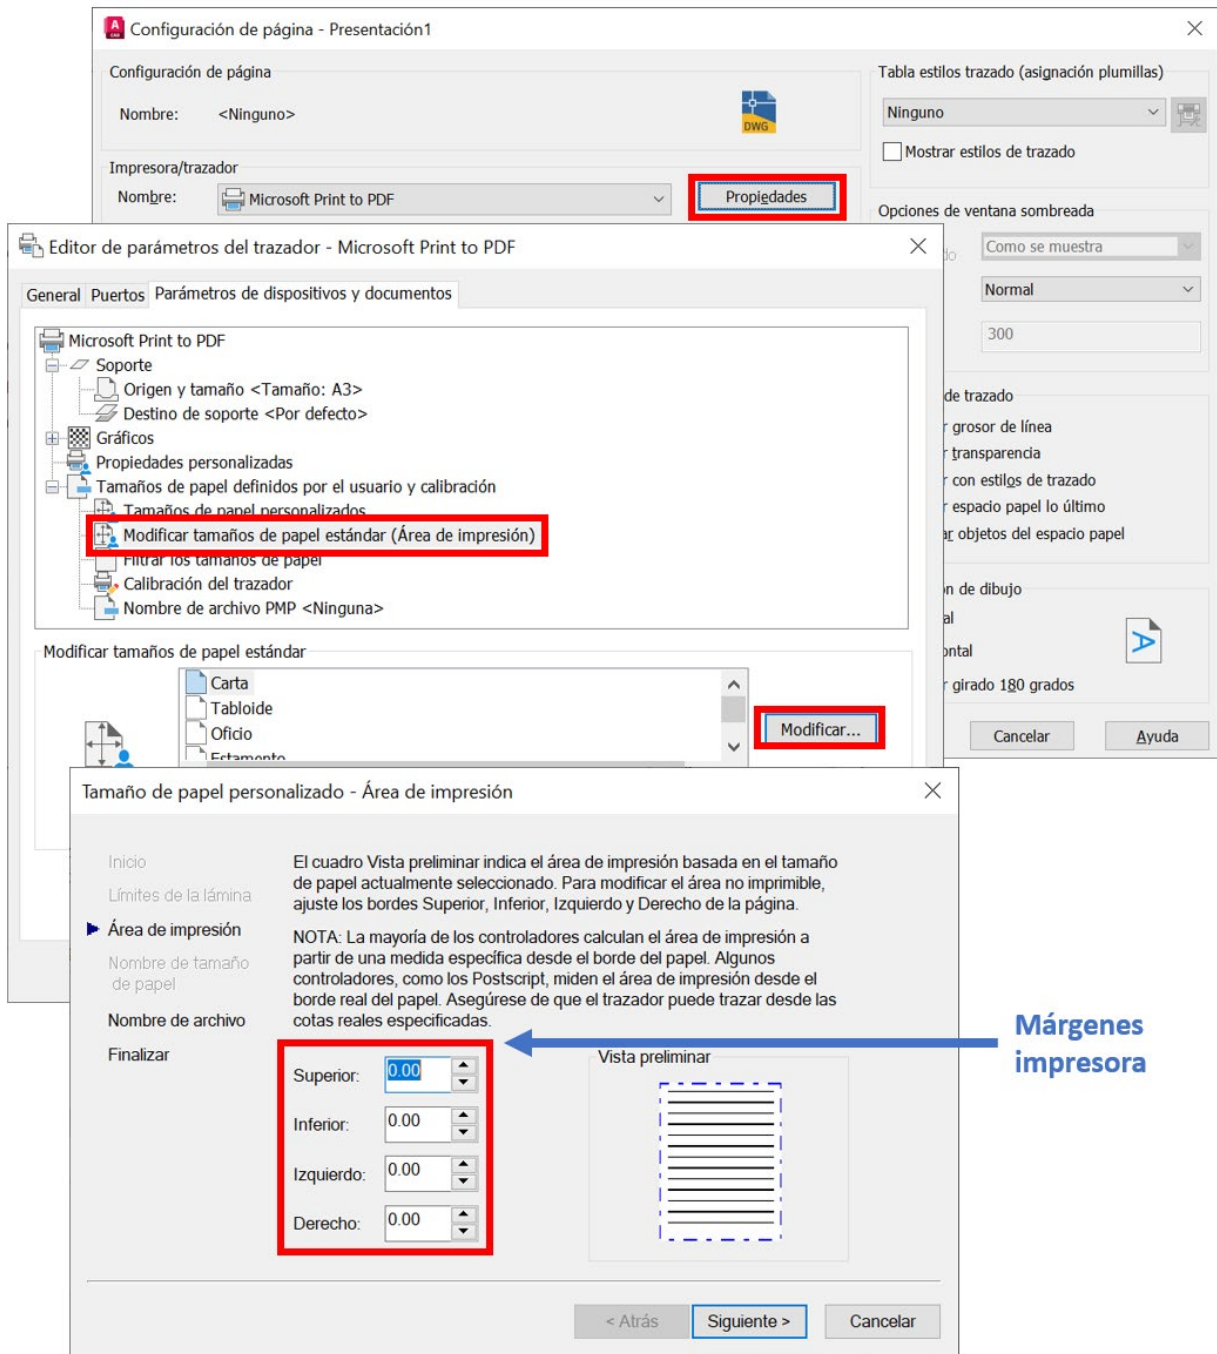 Configuración de página - Presentación1
Configuración de página
Nombre: <Ninguno>
DWG
Impresora/trazador
Nombre: Microsoft Print to PDF
Propiedades
Tabla estilos trazado (asignación plumillas)
Ninguno
Mostrar estilos de trazado
Opciones de ventana sombreada
do
Como se muestra
Normal
300
de trazado
r grosor de línea
r transparencia
r con estilos de trazado
r espacio papel lo último
ar objetos del espacio papel
n de dibujo
al
ontal
r girado 180 grados
A
Cancelar
Ayuda
Editor de parámetros del trazador - Microsoft Print to PDF
General Puertos Parámetros de dispositivos y documentos
Microsoft Print to PDF
Soporte
Origen y tamaño <Tamaño: A3>
Destino de soporte <Por defecto>
Gráficos
Propiedades personalizadas
Tamaños de papel definidos por el usuario y calibración
Tamaños de papel personalizados
Modificar tamaños de papel estándar (Área de impresión)
Filtrar los tamaños de papel
Calibración del trazador
Nombre de archivo PMP <Ninguna>
Modificar tamaños de papel estándar
Carta
Tabloide
Oficio
Estamento
Modificar...
Tamaño de papel personalizado - Área de impresión
Inicio
Límites de la lámina
Área de impresión
Nombre de tamaño
de papel
Nombre de archivo
Finalizar
El cuadro Vista preliminar indica el área de impresión basada en el tamaño
de papel actualmente seleccionado. Para modificar el área no imprimible,
ajuste los bordes Superior, Inferior, Izquierdo y Derecho de la página.
NOTA: La mayoría de los controladores calculan el área de impresión a
partir de una medida específica desde el borde del papel. Algunos
controladores, como los Postscript, miden el área de impresión desde el
borde real del papel. Asegúrese de que el trazador puede trazar desde las
cotas reales especificadas.
Superior: 0.00
Inferior: 0.00
Izquierdo: 0.00
Derecho: 0.00
Vista preliminar
Márgenes
impresora
< Atrás
Siguiente >
Cancelar